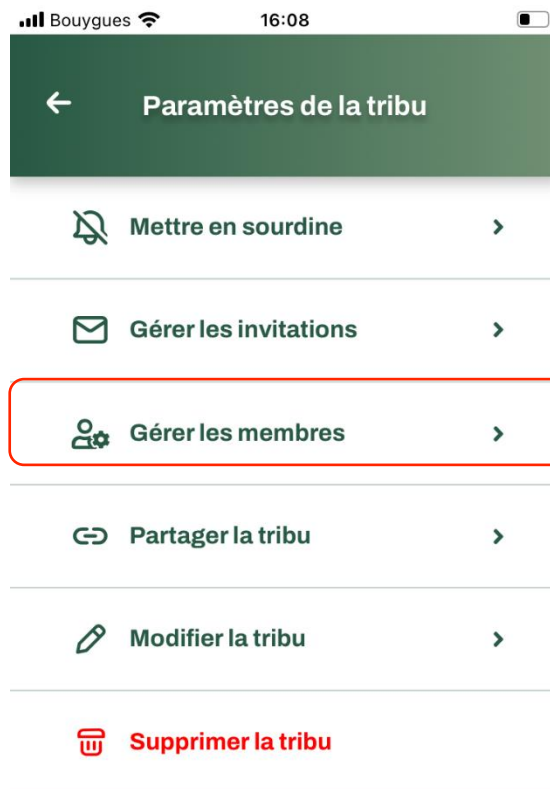 Bouygues 16:08
Paramètres de la tribu
Mettre en sourdine
Gérer les invitations
Gérer les membres
Partager la tribu
Modifier la tribu
Supprimer la tribu